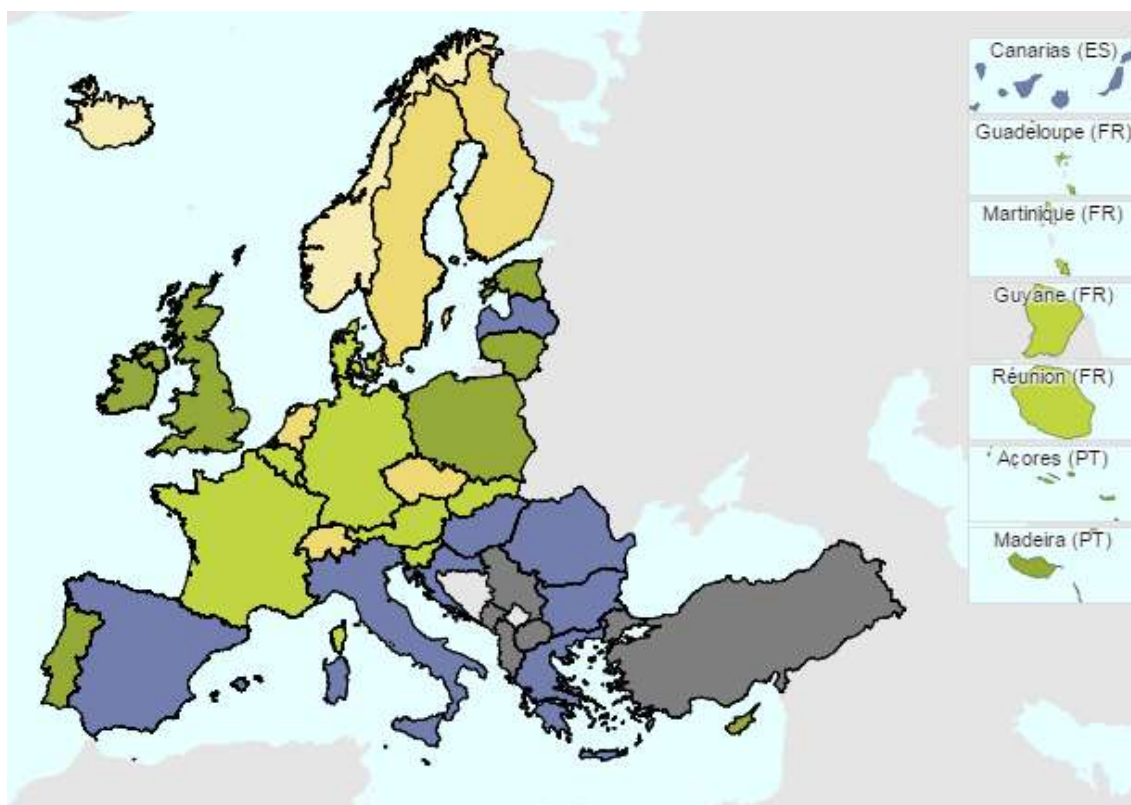 Canarias (ES)
Guadeloupe (FR)
Martinique (FR)
Guyane (FR)
Réunion (FR)
Açores (PT)
Madeira (PT)